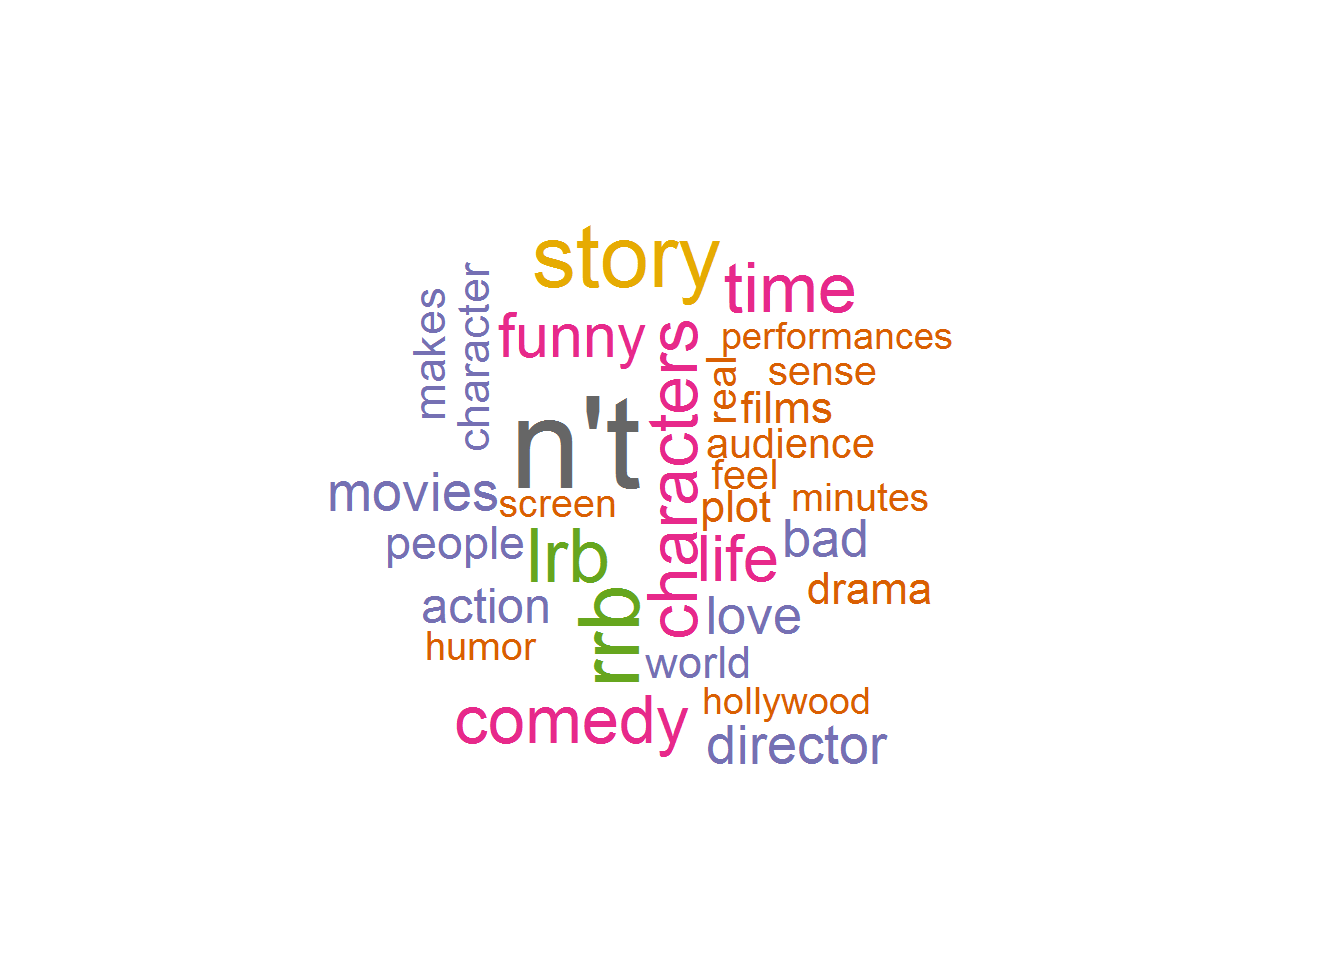 story
time
makes
character
funny
characters
performances
real
sense
films
n't
audience
feel
movies
screen
plot
minutes
people
lrb
life
bad
action
rrb
love
drama
humor
world
comedy
hollywood
director